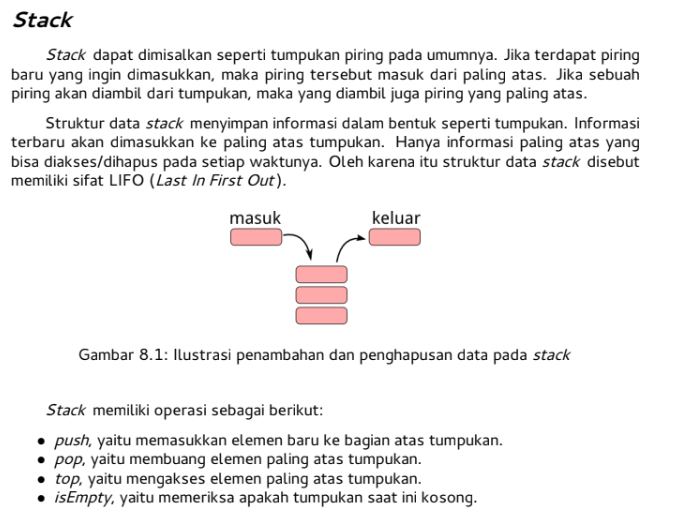 Stack
Stack dapat dimisalkan seperti tumpukan piring pada umumnya. Jika terdapat piring
baru yang ingin dimasukkan, maka piring tersebut masuk dari paling atas. Jika sebuah
piring akan diambil dari tumpukan, maka yang diambil juga piring yang paling atas.
Struktur data stack menyimpan informasi dalam bentuk seperti tumpukan. Informasi
terbaru akan dimasukkan ke paling atas tumpukan. Hanya informasi paling atas yang
bisa diakses/dihapus pada setiap waktunya. Oleh karena itu struktur data stack disebut
memiliki sifat LIFO (Last In First Out).
masuk keluar
Gambar 8.1: Ilustrasi penambahan dan penghapusan data pada stack
Stack memiliki operasi sebagai berikut:
• push, yaitu memasukkan elemen baru ke bagian atas tumpukan.
• pop, yaitu membuang elemen paling atas tumpukan.
• top, yaitu mengakses elemen paling atas tumpukan.
• isEmpty, yaitu memeriksa apakah tumpukan saat ini kosong.